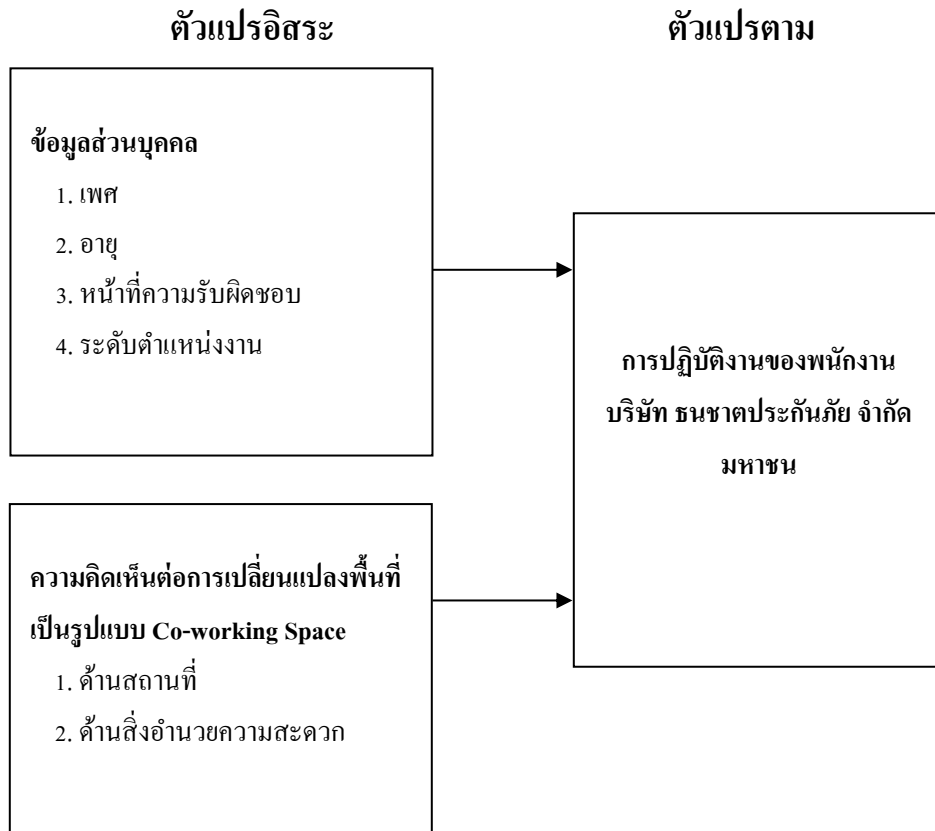 ตัวแปรอิสระ
ตัวแปรตาม
ข้อมูลส่วนบุคคล
1. เพศ
2. อายุ
3. หน้าที่ความรับผิดชอบ
4. ระดับตำแหน่งงาน
ความคิดเห็นต่อการเปลี่ยนแปลงพื้นที่
เป็นรูปแบบ Co-working Space
1. ด้านสถานที่
2. ด้านสิ่งอำนวยความสะดวก
การปฏิบัติงานของพนักงาน
บริษัท ธนชาตประกันภัย จำกัด
มหาชน